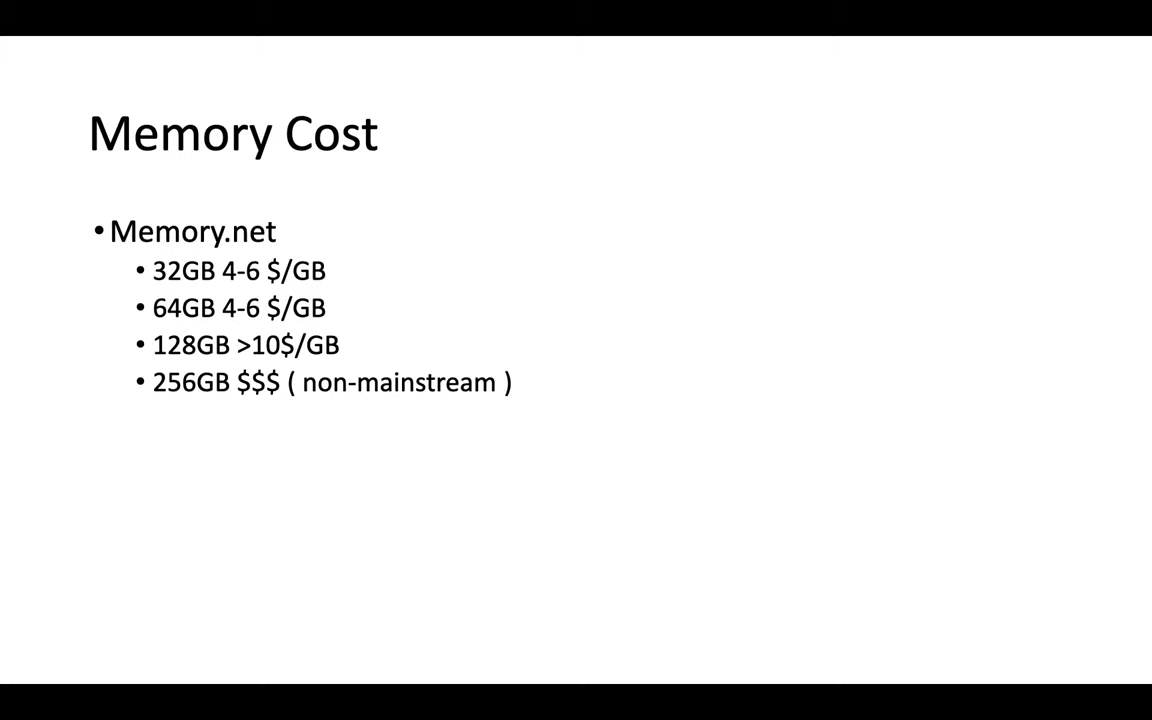 Memory Cost
• Memory.net
• 32GB 4-6 $/GB
• 64GB 4-6 $/GB
• 128GB >10$/GB
• 256GB $$$ ( non-mainstream )